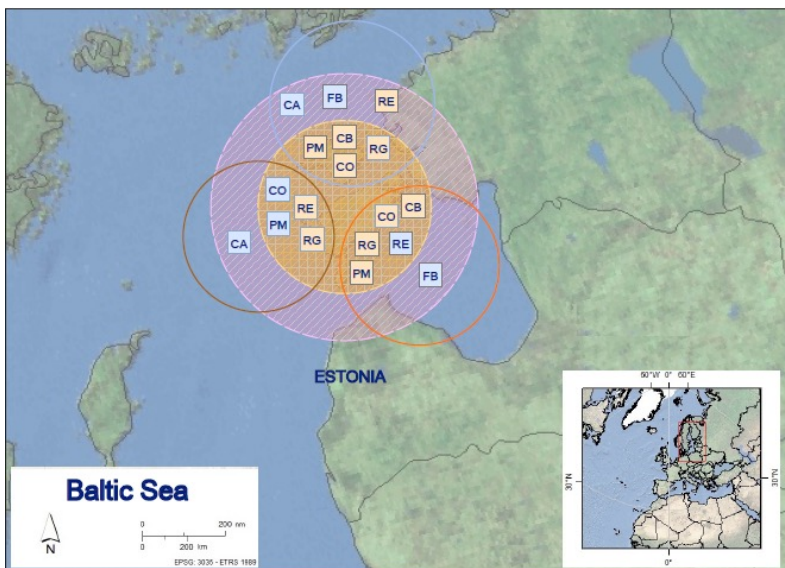 CA FB RE
PM CB RG
CO
CO RE
PM RG
CA
CO CB
RG RE
PM FB
ESTONIA
Baltic Sea
N
0 200 nm
0 200 km
EPSG: 3035 - ETRS 1989
0° 60°E
30°N 30°N
0°